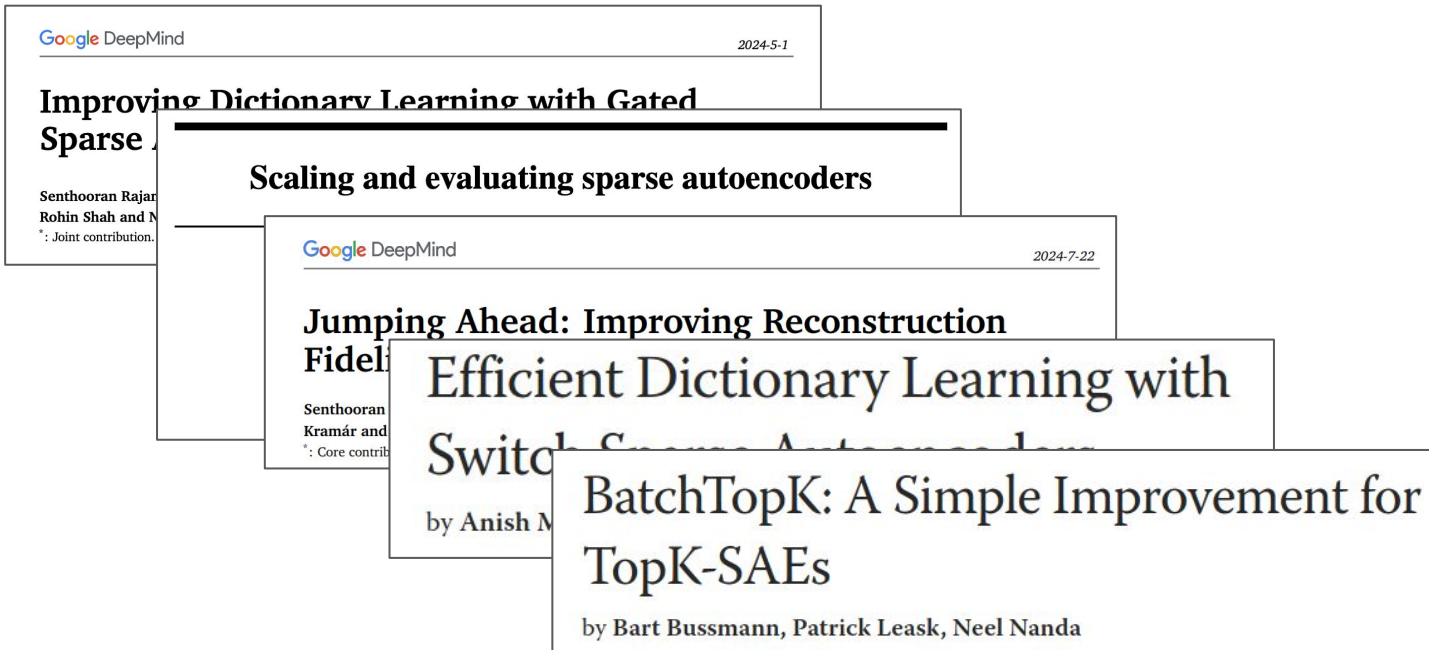 Google DeepMind
2024-5-1
Improving Dictionary Learning with Gated
Sparse
Senthooran
Rohin Shah and
*: Joint contribution.
Scaling and evaluating sparse autoencoders
Google DeepMind
2024-7-22
Jumping Ahead: Improving Reconstruction
Senthooran
Kramár and
*: Core
Efficient Dictionary Learning with
Switch Sparse Autoencoders
by Anish
BatchTopK: A Simple Improvement for
TopK-SAEs
by Bart Bussmann, Patrick Leask, Neel Nanda